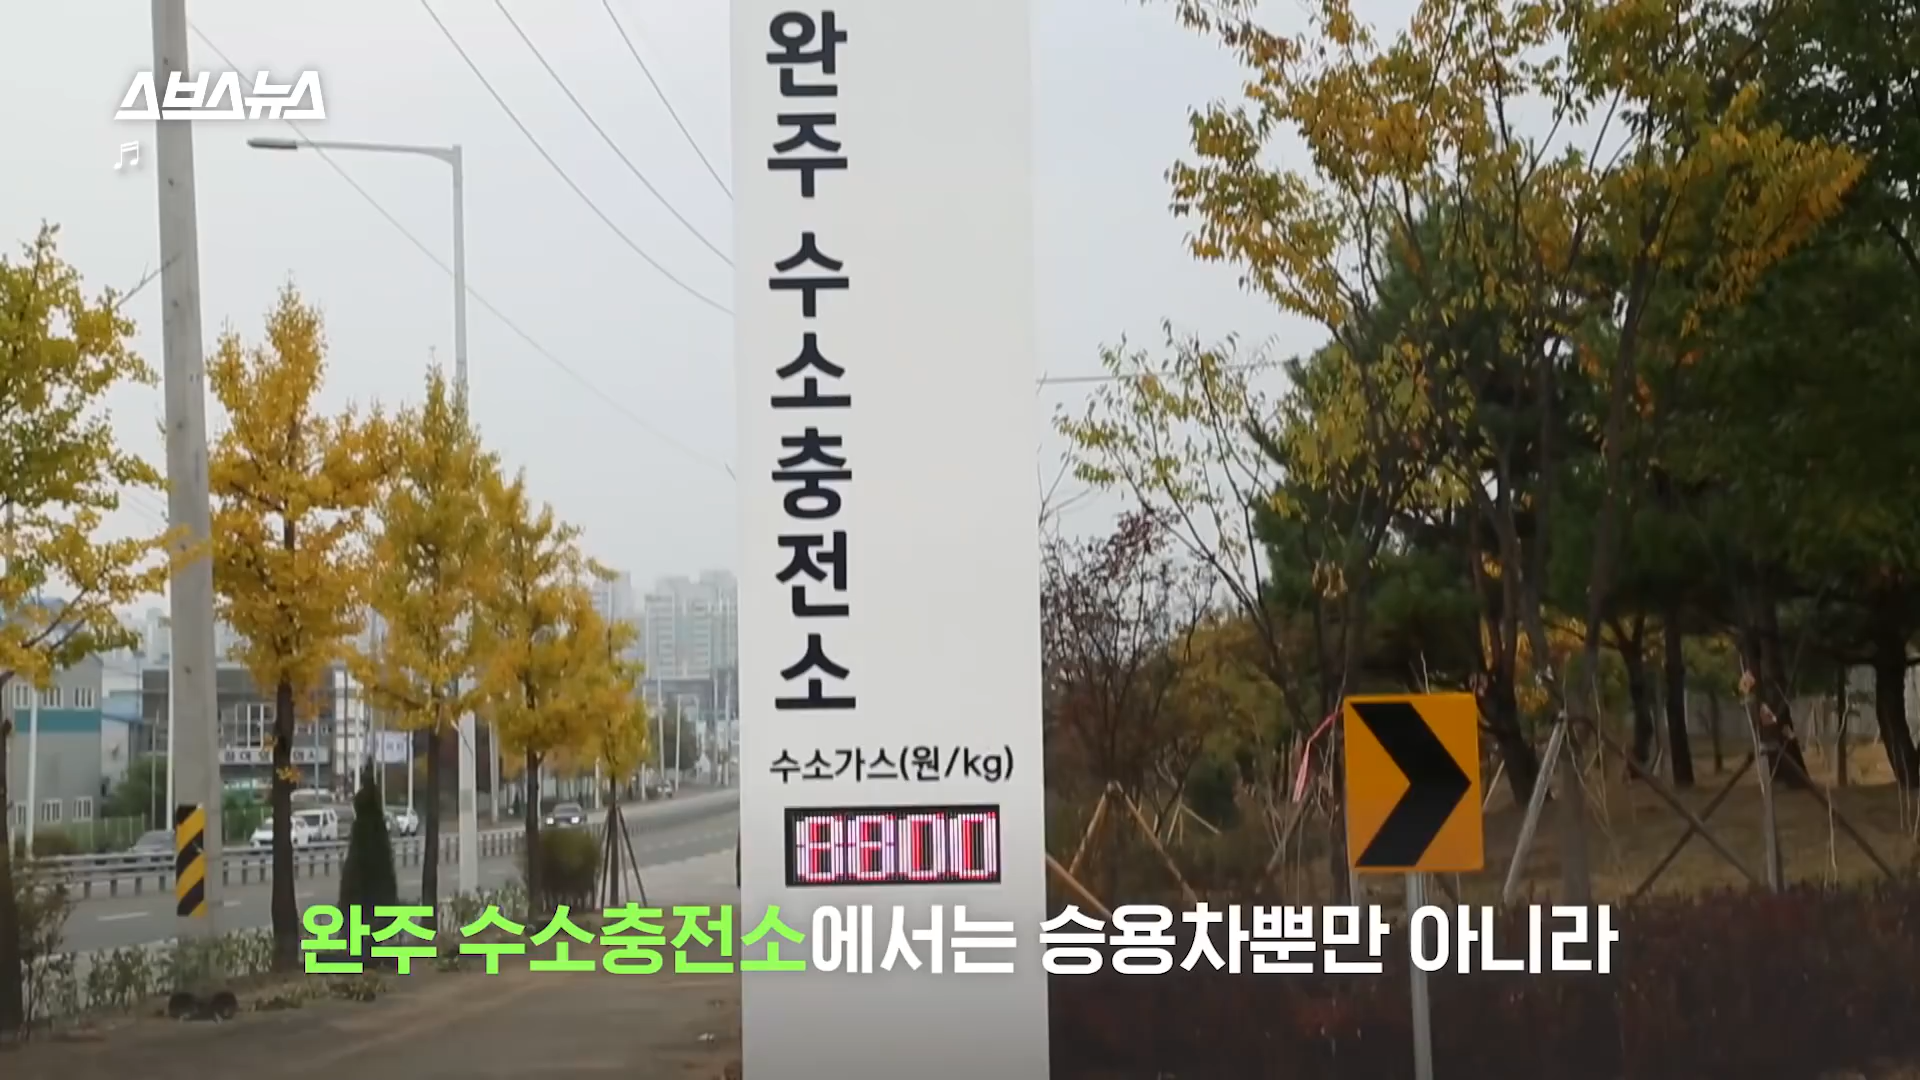 스브스뉴스
완주 수소충전소
수소가스(원/kg)
8800
완주 수소충전소에서는 승용차뿐만 아니라